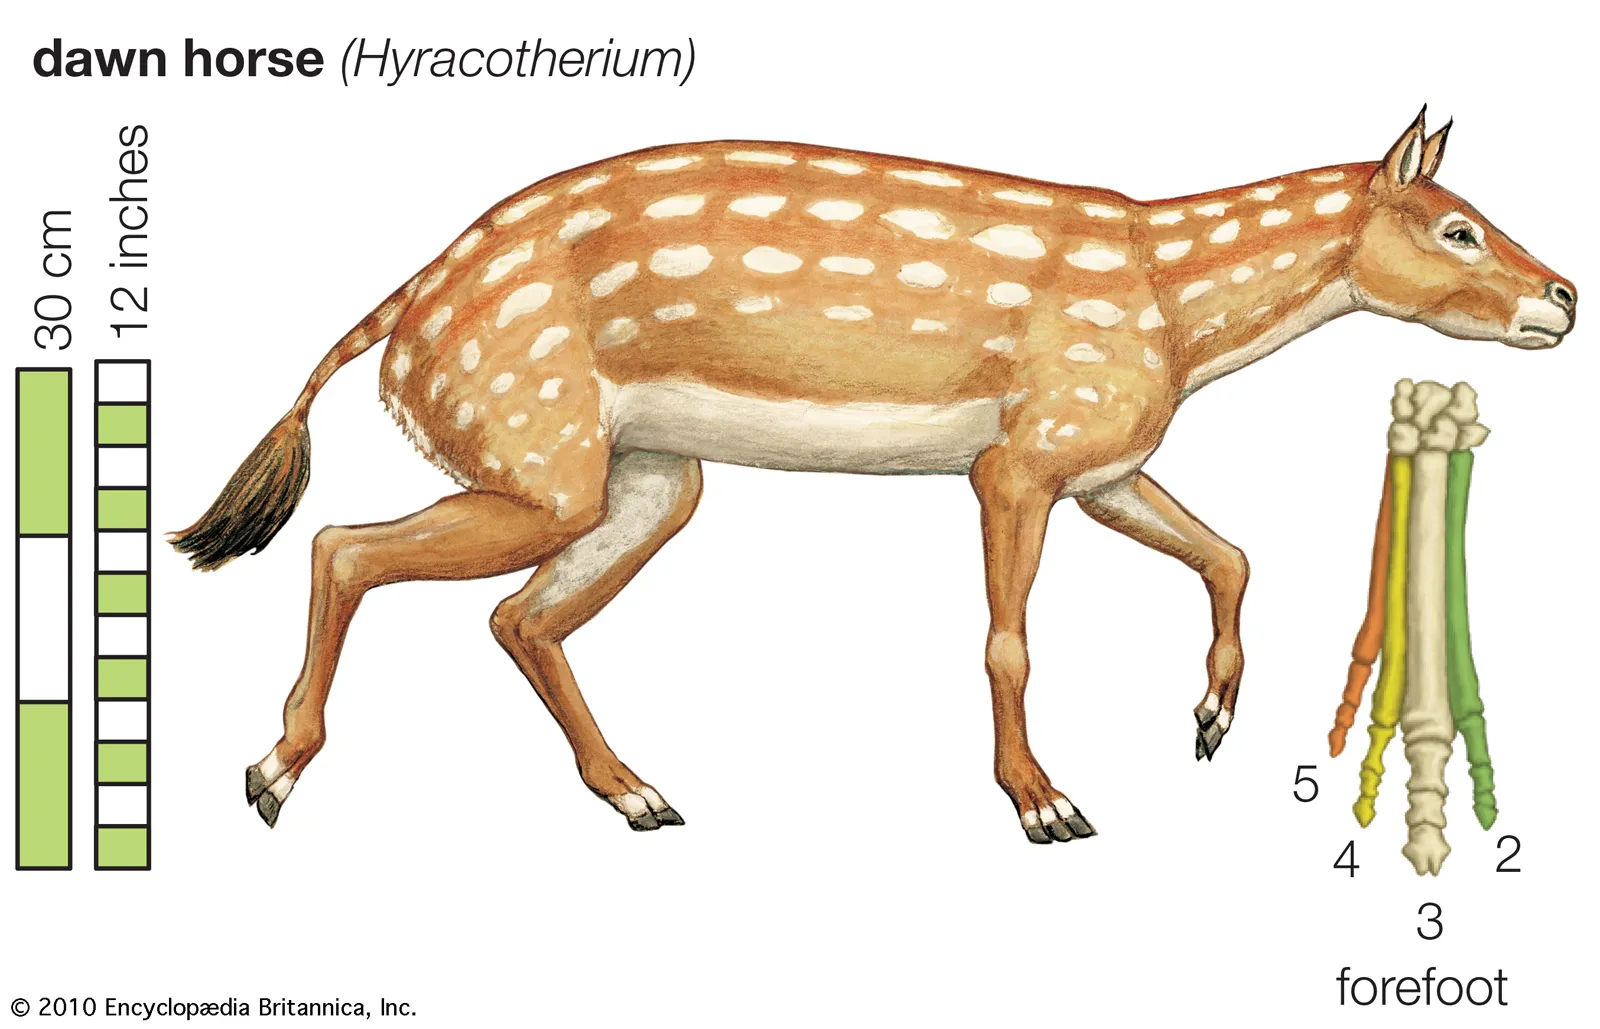 dawn horse (Hyracotherium)
30 cm
12 inches
5
4
3
2
forefoot
© 2010 Encyclopædia Britannica, Inc.